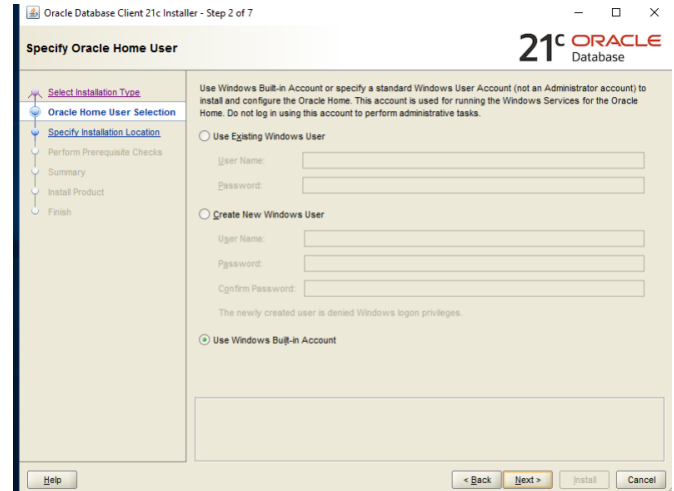 Oracle Database Client 21c Installer - Step 2 of 7
Specify Oracle Home User
21c ORACLE
Database
Select Installation Type
Oracle Home User Selection
Specify Installation Location
Perform Prerequisite Checks
Summary
Install Product
Finish
Use Windows Built-in Account or specify a standard Windows User Account (not an Administrator account) to
install and configure the Oracle Home. This account is used for running the Windows Services for the Oracle
Home. Do not log in using this account to perform administrative tasks.
Use Existing Windows User
User Name:
Password:
Create New Windows User
User Name:
Password:
Confirm Password:
The newly created user is denied Windows logon privileges.
Use Windows Built-in Account
Help
< Back
Next >
Install
Cancel